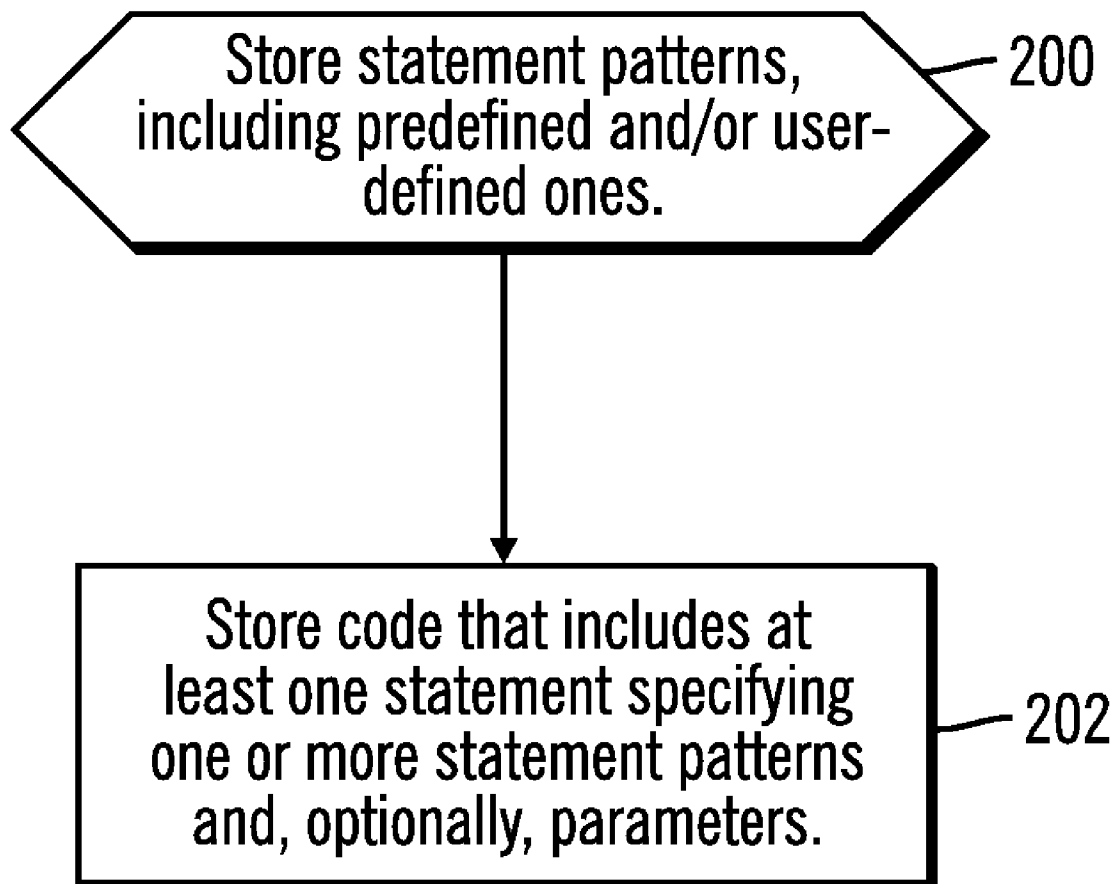 Store statement patterns,
including predefined and/or user-
defined ones.
200
Store code that includes at
least one statement specifying
one or more statement patterns
and, optionally, parameters.
202